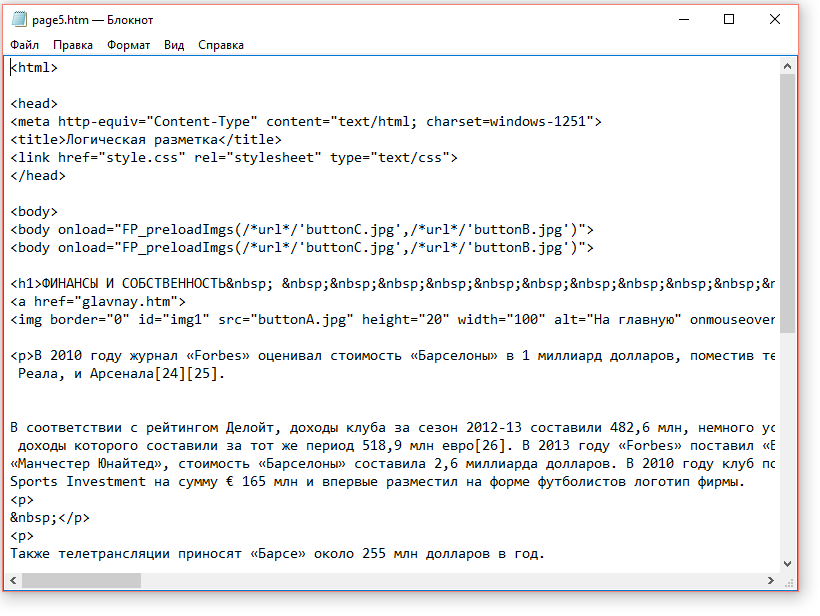 page5.htm — Блокнот
Файл Правка Формат Вид Справка
<html>
<head>
<meta http-equiv="Content-Type" content="text/html; charset=windows-1251">
<title>Логическая разметка</title>
<link href="style.css" rel="stylesheet" type="text/css">
</head>
<body>
<body onload="FP_preloadImgs(/*url*/'buttonC.jpg',/*url*/'buttonB.jpg')">
<body onload="FP_preloadImgs(/*url*/'buttonC.jpg',/*url*/'buttonB.jpg')">
<h1>ФИНАНСЫ И СОБСТВЕННОСТЬ&nbsp; &nbsp;&nbsp;&nbsp;&nbsp;&nbsp;&nbsp;&nbsp;&nbsp;&nbsp;&nbsp;&n
<a href="glavnay.htm">
<img border="0" id="img1" src="buttonA.jpg" height="20" width="100" alt="На главную" onmouseover
<p>В 2010 году журнал «Forbes» оценивал стоимость «Барселоны» в 1 миллиард долларов, поместив те
Реала, и Арсенала[24][25].
В соответствии с рейтингом Делойт, доходы клуба за сезон 2012-13 составили 482,6 млн, немного ус
доходы которого составили за тот же период 518,9 млн евро[26]. В 2013 году «Forbes» поставил «Б
«Манчестер Юнайтед», стоимость «Барселоны» составила 2,6 миллиарда долларов. В 2010 году клуб по
Sports Investment на сумму € 165 млн и впервые разместил на форме футболистов логотип фирмы.
<p>
&nbsp;</p>
<p>
Также телетрансляции приносят «Барсе» около 255 млн долларов в год.